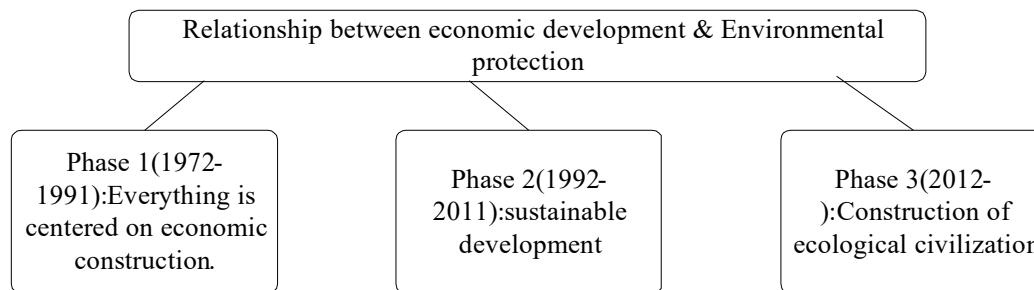 Relationship between economic development & Environmental
protection
Phase 1(1972-
1991):Everything is
centered on economic
construction.
Phase 2(1992-
2011):sustainable
development
Phase 3(2012-
):Construction of
ecological civilization